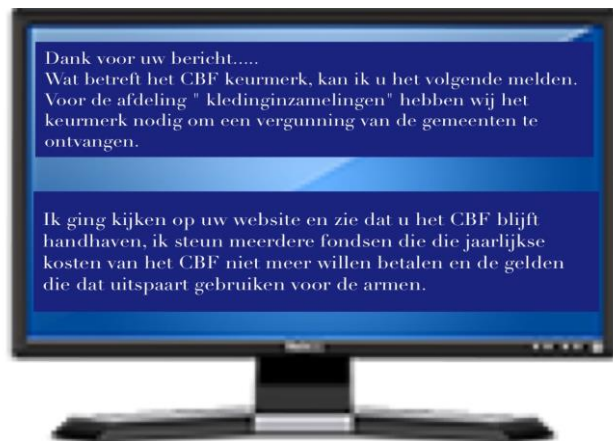 Dank voor uw bericht.....
Wat betreft het CBF keurmerk, kan ik u het volgende melden.
Voor de afdeling " kledinginzamelingen" hebben wij het
keurmerk nodig om een vergunning van de gemeenten te
ontvangen.
Ik ging kijken op uw website en zie dat u het CBF blijft
handhaven, ik steun meerdere fondsen die die jaarlijkse
kosten van het CBF niet meer willen betalen en de gelden
die dat uitspaart gebruiken voor de armen.